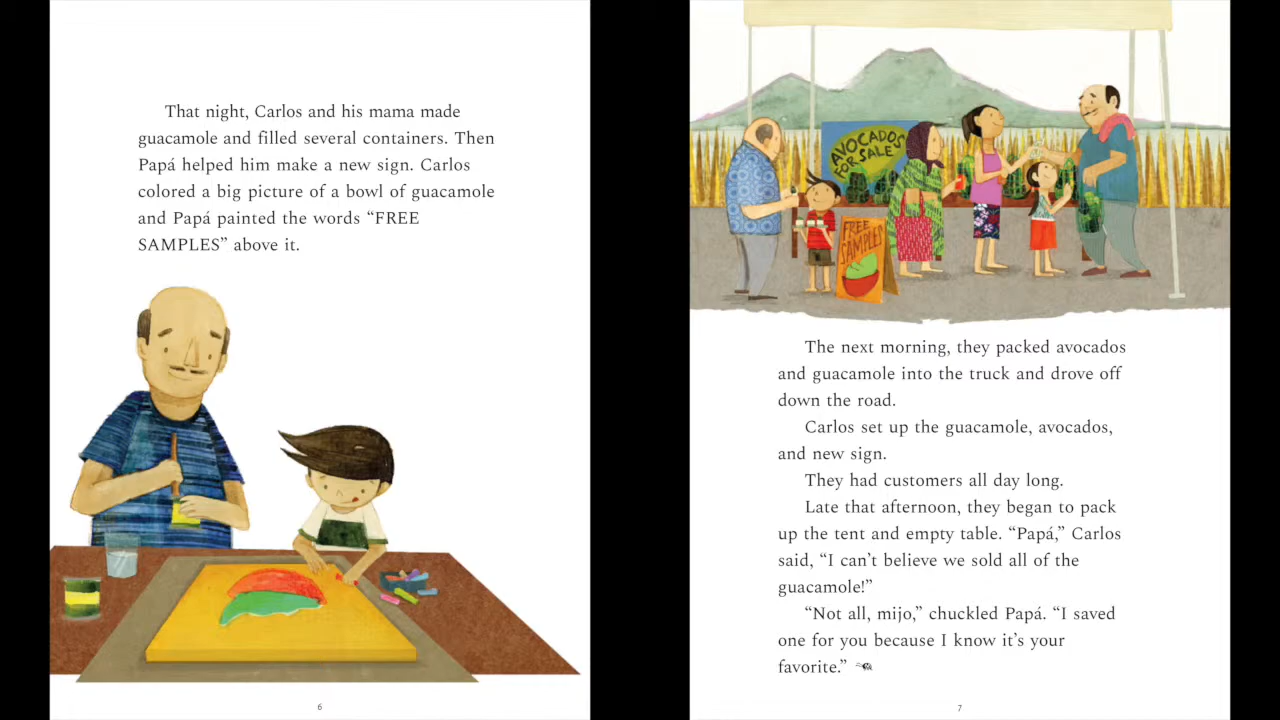 That night, Carlos and his mama made
guacamole and filled several containers. Then
Papá helped him make a new sign. Carlos
colored a big picture of a bowl of guacamole
and Papá painted the words “FREE
SAMPLES” above it.
6
AVOCADOS
FOR SALE
FREE
SAMPLES
The next morning, they packed avocados
and guacamole into the truck and drove off
down the road.
Carlos set up the guacamole, avocados,
and new sign.
They had customers all day long.
Late that afternoon, they began to pack
up the tent and empty table. “Papá,” Carlos
said, “I can’t believe we sold all of the
guacamole!”
“Not all, mijo,” chuckled Papá. “I saved
one for you because I know it’s your
favorite.”
7